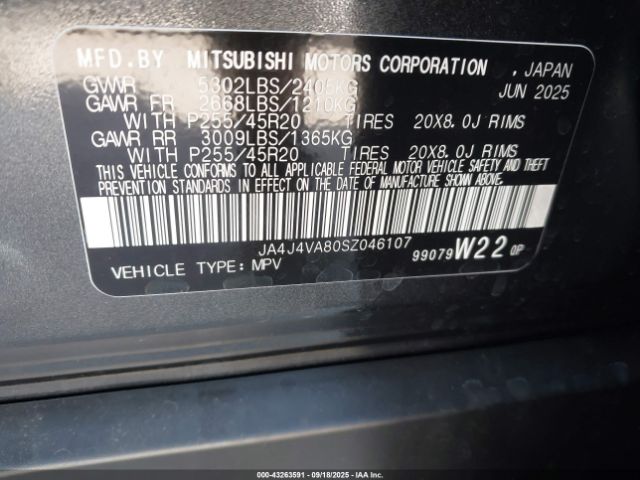 MFD.BY MITSUBISHI MOTORS CORPORATION , JAPAN
GVWR 5302LBS/2405KG JUN 2025
GAWR FR 2668LBS/1210KG
WITH P255/45R20 TIRES 20X8.0J RIMS
GAWR RR 3009LBS/1365KG
WITH P255/45R20 TIRES 20X8.0J RIMS
THIS VEHICLE CONFORMS TO ALL APPLICABLE FEDERAL MOTOR VEHICLE SAFETY AND THEFT
PREVENTION STANDARDS IN EFFECT ON THE DATE OF MANUFACTURE SHOWN ABOVE.
JA4J4VA80SZ046107
VEHICLE TYPE:MPV 99079 W22 0P
000-43263591 - 09/18/2025 - IAAI.COM